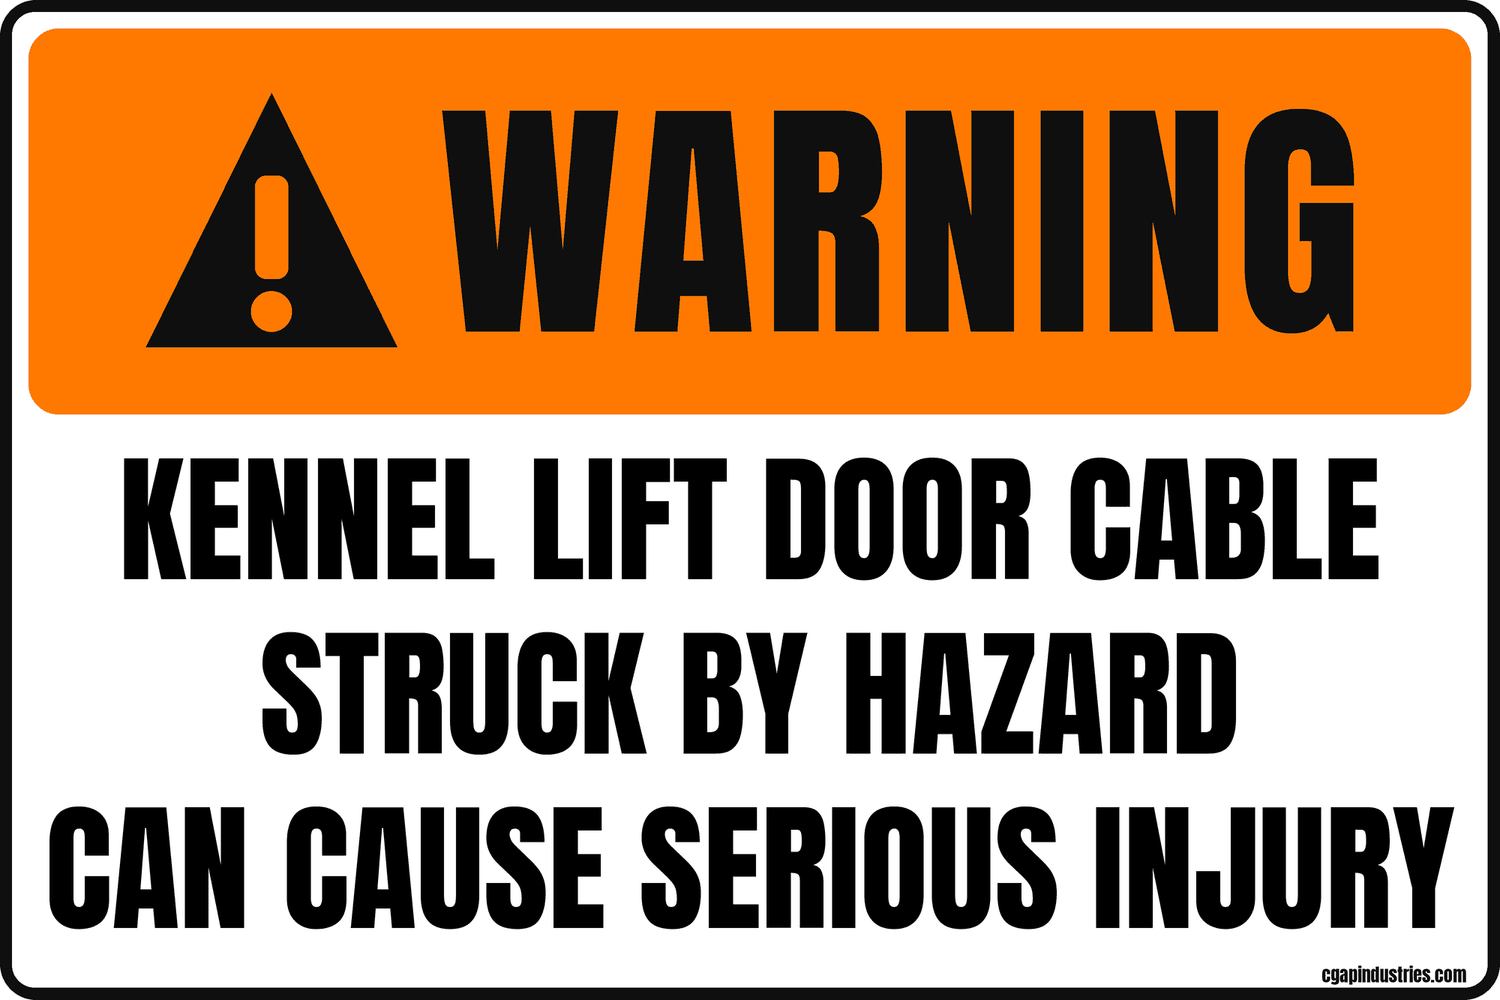 WARNING
KENNEL LIFT DOOR CABLE
STRUCK BY HAZARD
CAN CAUSE SERIOUS INJURY
cgapindustries.com